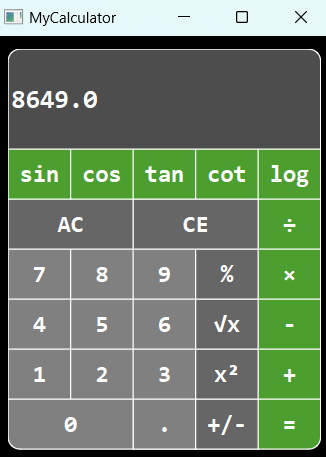 MyCalculator
8649.0
sin cos tan cot log
AC CE ÷
7 8 9 % ×
4 5 6 √x -
1 2 3 x² +
0 . +/- =